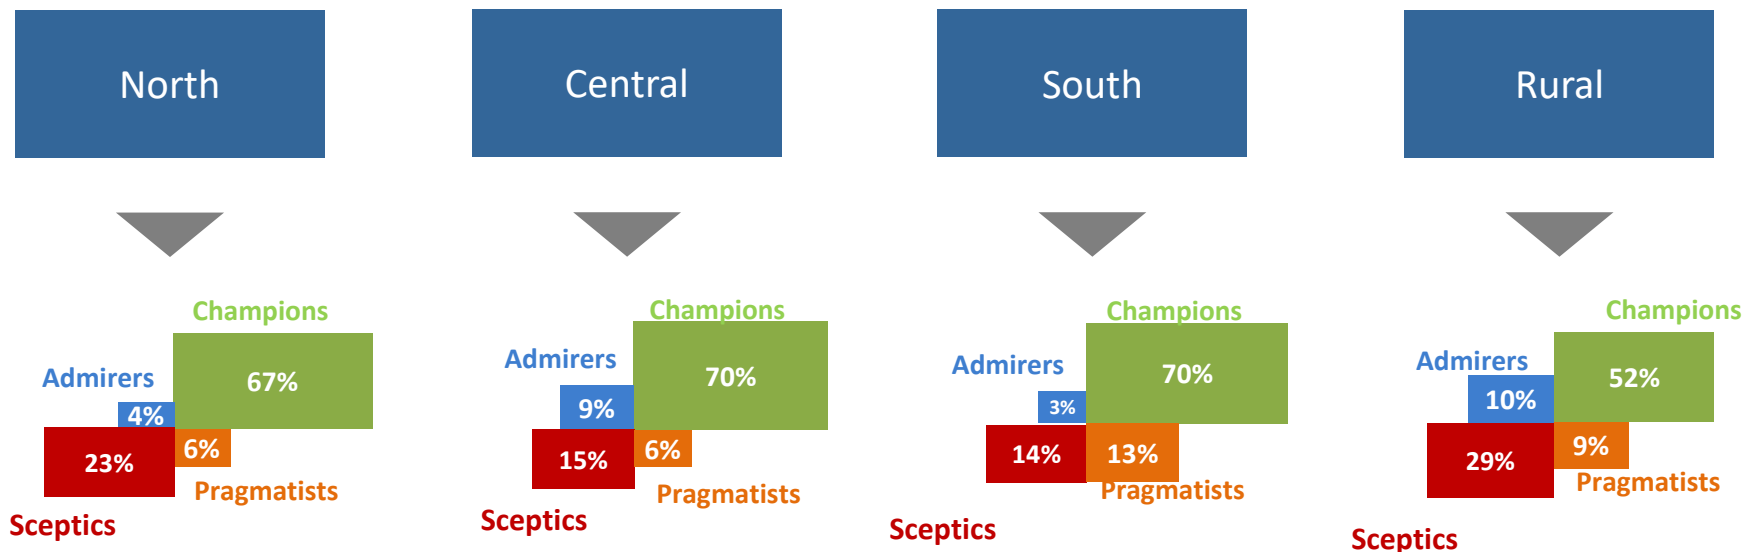 North
Central
South
Rural
Champions
Admirers
67%
4%
6%
23%
Pragmatists
Sceptics
Champions
Admirers
70%
9%
6%
15%
Pragmatists
Sceptics
Champions
Admirers
70%
3%
14%
13%
Pragmatists
Sceptics
Champions
Admirers
52%
10%
9%
29%
Pragmatists
Sceptics